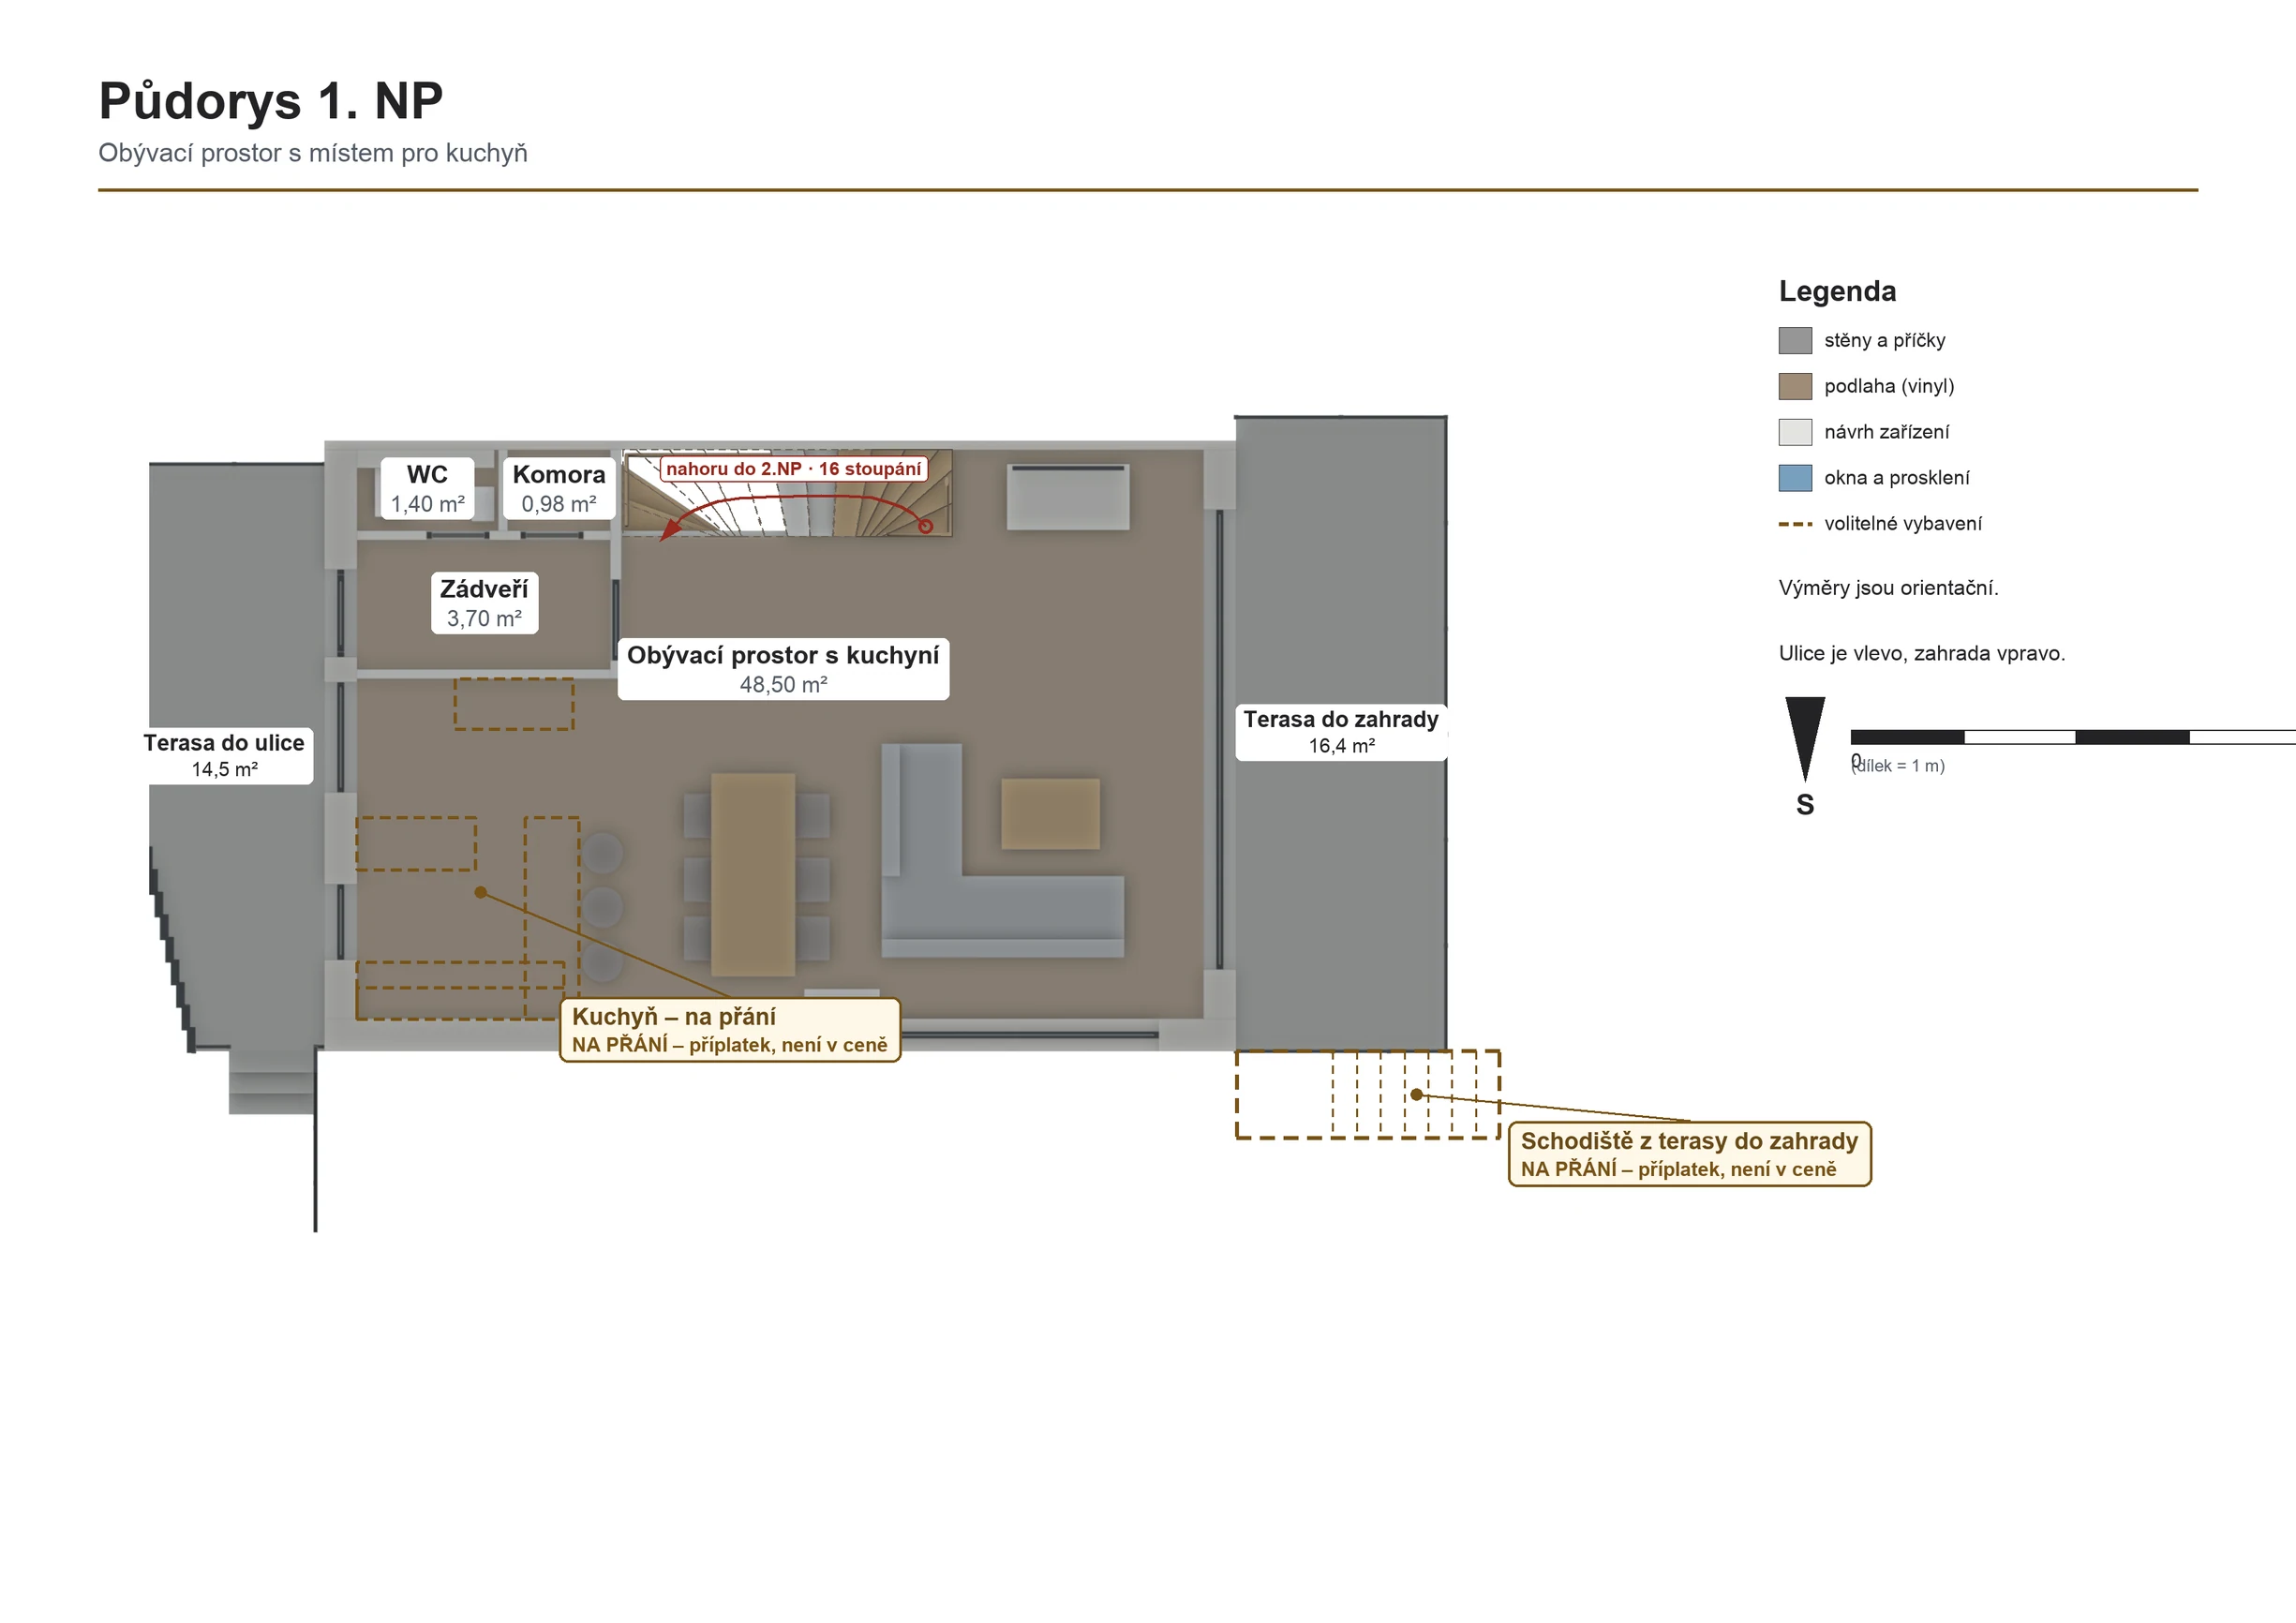 Půdorys 1. NP
Obývací prostor s místem pro kuchyň
Legenda
stěny a příčky
podlaha (vinyl)
návrh zařízení
okna a prosklení
volitelné vybavení
Výměry jsou orientační.
Ulice je vlevo, zahrada vpravo.
S
0
(dílek = 1 m)
WC
1,40 m²
Komora
0,98 m²
nahoru do 2.NP · 16 stoupání
Zádveří
3,70 m²
Obývací prostor s kuchyní
48,50 m²
Terasa do ulice
14,5 m²
Terasa do zahrady
16,4 m²
Kuchyň – na přání
NA PŘÁNÍ – příplatek, není v ceně
Schodiště z terasy do zahrady
NA PŘÁNÍ – příplatek, není v ceně